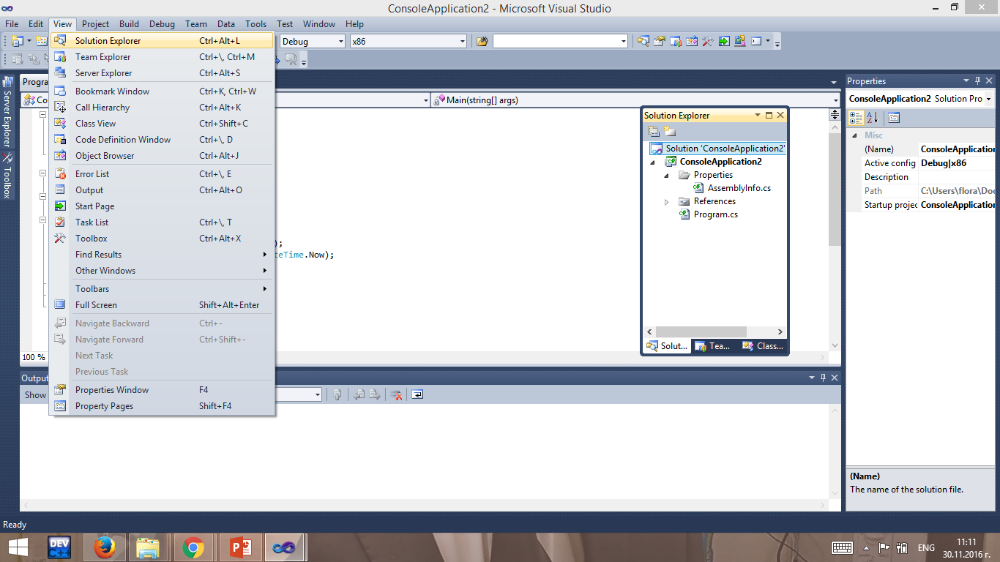 ConsoleApplication2 - Microsoft Visual Studio
File Edit View Project Build Debug Team Data Tools Test Window Help
Debug x86
Solution Explorer Ctrl+Alt+L
Team Explorer Ctrl+\, Ctrl+M
Server Explorer Ctrl+Alt+S
Bookmark Window Ctrl+K, Ctrl+W
Call Hierarchy Ctrl+Alt+K
Class View Ctrl+Shift+C
Code Definition Window Ctrl+\, D
Object Browser Ctrl+Alt+J
Error List Ctrl+\, E
Output Ctrl+Alt+O
Start Page
Task List Ctrl+\, T
Toolbox Ctrl+Alt+X
Find Results
Other Windows
Toolbars
Full Screen Shift+Alt+Enter
Navigate Backward Ctrl+-
Navigate Forward Ctrl+Shift+-
Next Task
Previous Task
Properties Window F4
Property Pages Shift+F4
Server Explorer
Toolbox
Progra
Co
Main(string[] args)
);
teTime.Now);
100 %
Solution Explorer
Solution 'ConsoleApplication2'
ConsoleApplication2
Properties
AssemblyInfo.cs
References
Program.cs
Solut... Tea... Class...
Properties
ConsoleApplication2 Solution Pro
Misc
(Name) ConsoleApplication
Active config Debug|x86
Description
Path C:\Users\flora\Doc
Startup projec ConsoleApplication
(Name)
The name of the solution file.
Output
Show
Ready
DEV
C++
ENG
11:11
30.11.2016 г.